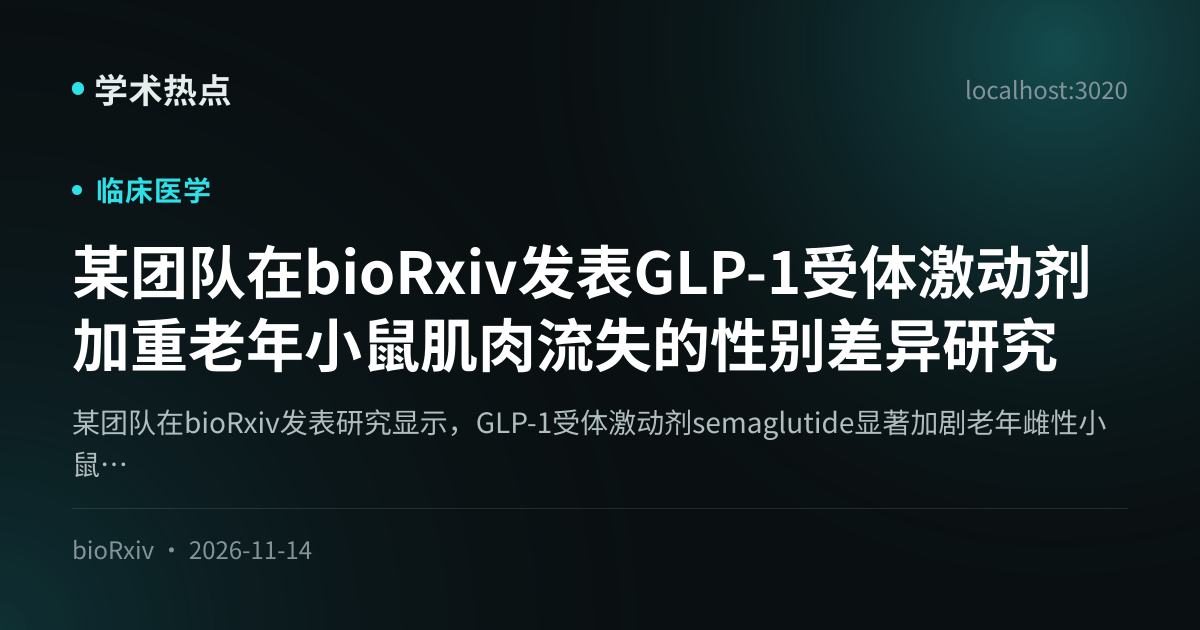 学术热点
localhost:3020
临床医学
某团队在bioRxiv发表GLP-1受体激动剂
加重老年小鼠肌肉流失的性别差异研究
某团队在bioRxiv发表研究显示，GLP-1受体激动剂semaglutide显著加剧老年雌性小
鼠…
bioRxiv · 2026-11-14